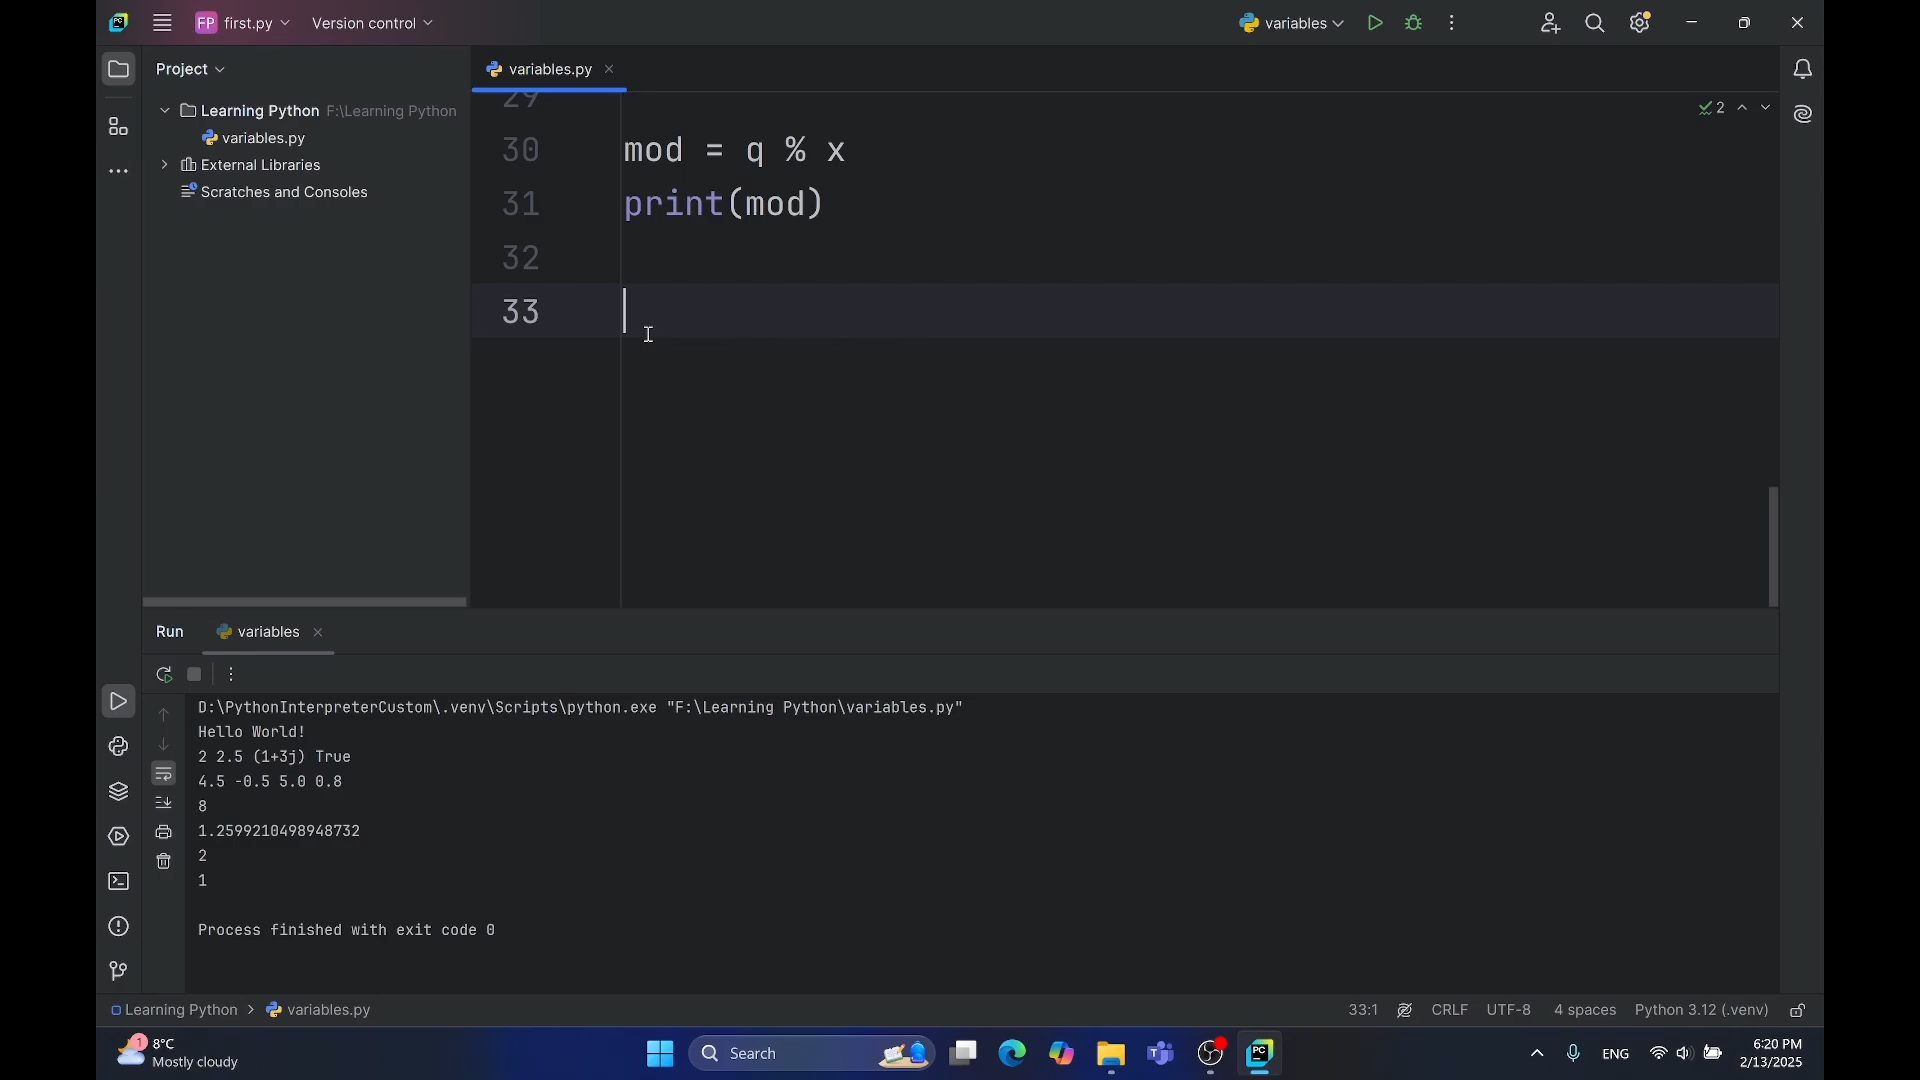 FP first.py Version control variables
Project variables.py
Learning Python F:\Learning Python
variables.py
External Libraries
Scratches and Consoles
29
2
30 mod = q % x
31 print(mod)
32
33
Run variables
D:\PythonInterpreterCustom\.venv\Scripts\python.exe "F:\Learning Python\variables.py"
Hello World!
2 2.5 (1+3j) True
4.5 -0.5 5.0 0.8
8
1.2599210498948732
2
1
Process finished with exit code 0
Learning Python > variables.py 33:1 CRLF UTF-8 4 spaces Python 3.12 (.venv)
1 8°C
Mostly cloudy
Search
PC
ENG
6:20 PM
2/13/2025